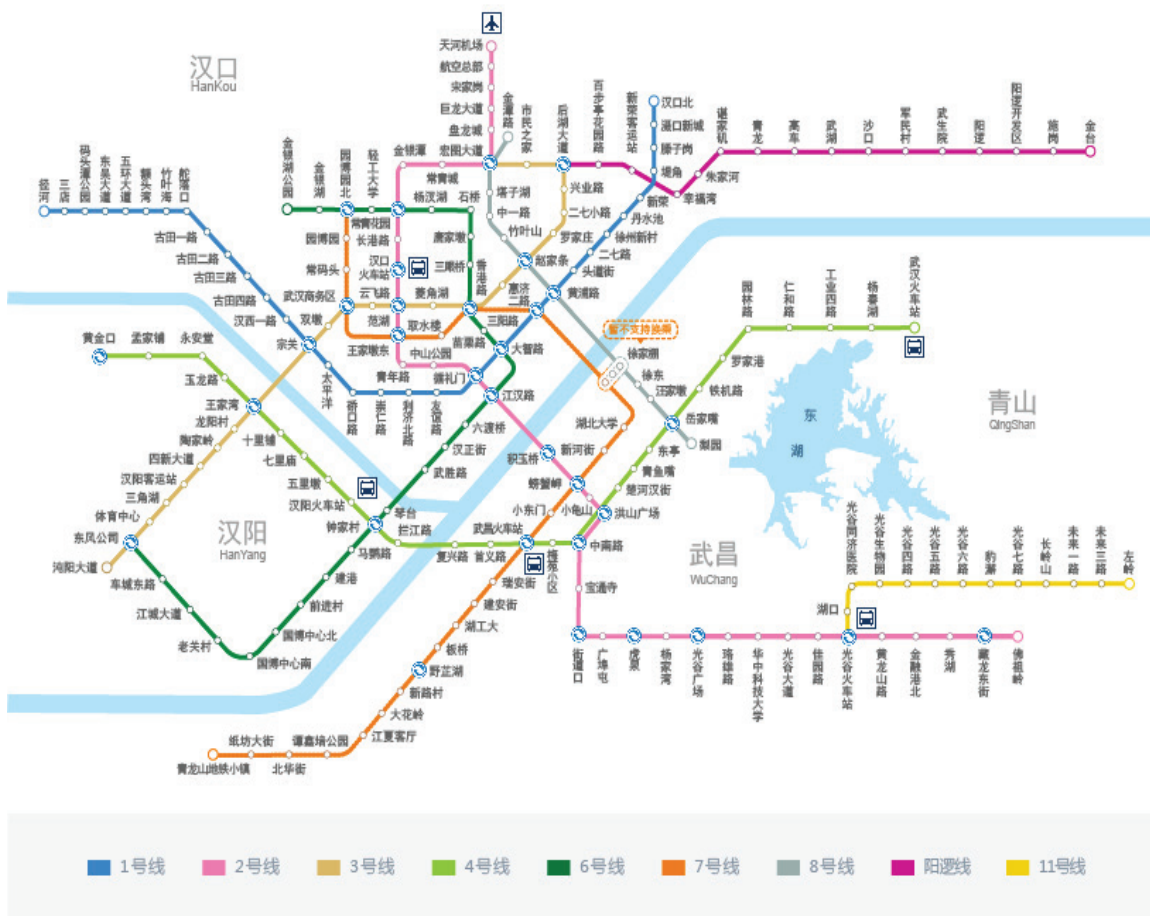 汉口
HanKou
天河机场
航空总部
宋家岗
巨龙大道
盘龙城
宏图大道
金潭路
市民之家
后湖大道
百步亭花园路
新荣客运站
汉口北
滠口新城
滕子岗
堤角
新荣
丹水池
徐州新村
二七路
头道街
黄浦路
谌家矶
青龙
高车
武湖
沙口
军民村
武生院
阳逻
阳逻开发区
施岗
金台
朱家河
幸福湾
径河
三店
码头潭公园
东吴大道
五环大道
额头湾
竹叶海
舵落口
古田一路
古田二路
古田三路
古田四路
汉西一路
宗关
双墩
太平洋
硚口路
崇仁路
利济北路
友谊路
循礼门
大智路
三阳路
金银湖公园
金银湖
园博园北
轻工大学
常青花园
杨汊湖
石桥
金银潭
常青城
长港路
汉口
火车站
范湖
王家墩东
青年路
中山公园
园博园
常码头
武汉商务区
云飞路
菱角湖
香港路
取水楼
苗栗路
唐家墩
三眼桥
惠济
二路
赵家条
罗家庄
二七小路
兴业路
塔子湖
中一路
竹叶山
暂不支持换乘
徐家棚
徐东
汪家墩
岳家嘴
梨园
黄金口
孟家铺
永安堂
玉龙路
王家湾
龙阳村
陶家岭
四新大道
汉阳客运站
三角湖
体育中心
东风公司
沌阳大道
车城东路
江城大道
老关村
国博中心南
国博中心北
前进村
建港
马鹦路
钟家村
琴台
武胜路
汉正街
六渡桥
江汉路
十里铺
七里庙
五里墩
汉阳火车站
拦江路
复兴路
首义路
武昌火车站
梅苑小区
中南路
洪山广场
楚河汉街
青鱼嘴
东亭
铁机路
罗家港
园林路
仁和路
工业四路
杨春湖
武汉火车站
积玉桥
螃蟹岬
小龟山
小东门
新河街
湖北大学
瑞安街
建安街
湖工大
板桥
野芷湖
新路村
大花岭
江夏客厅
谭鑫培公园
北华街
纸坊大街
青龙山地铁小镇
汉阳
HanYang
武昌
WuChang
青山
QingShan
东
湖
宝通寺
街道口
广埠屯
虎泉
杨家湾
光谷广场
珞雄路
华中科技大学
光谷大道
佳园路
光谷火车站
黄龙山路
金融港北
秀湖
藏龙东街
佛祖岭
湖口
光谷同济医院
光谷生物园
光谷四路
光谷五路
光谷六路
豹澥
光谷七路
长岭山
未来一路
未来三路
左岭
1号线
2号线
3号线
4号线
6号线
7号线
8号线
阳逻线
11号线